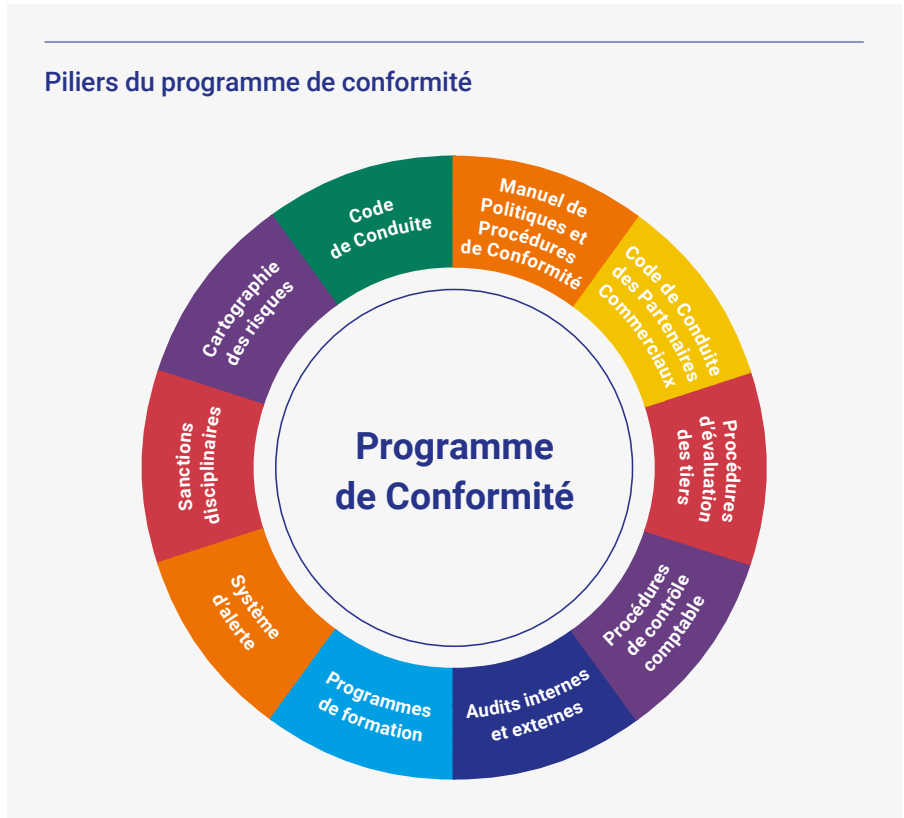 Piliers du programme de conformité
Code
de Conduite
Manuel de
Politiques et
Procédures
de Conformité
Code de Conduite
des Partenaires
Commerciaux
Procédures
d'évaluation
des tiers
Procédures
de contrôle
comptable
Audits internes
et externes
Programmes
de formation
Système
d'alerte
Sanctions
disciplinaires
Cartographie
des risques
Programme
de Conformité